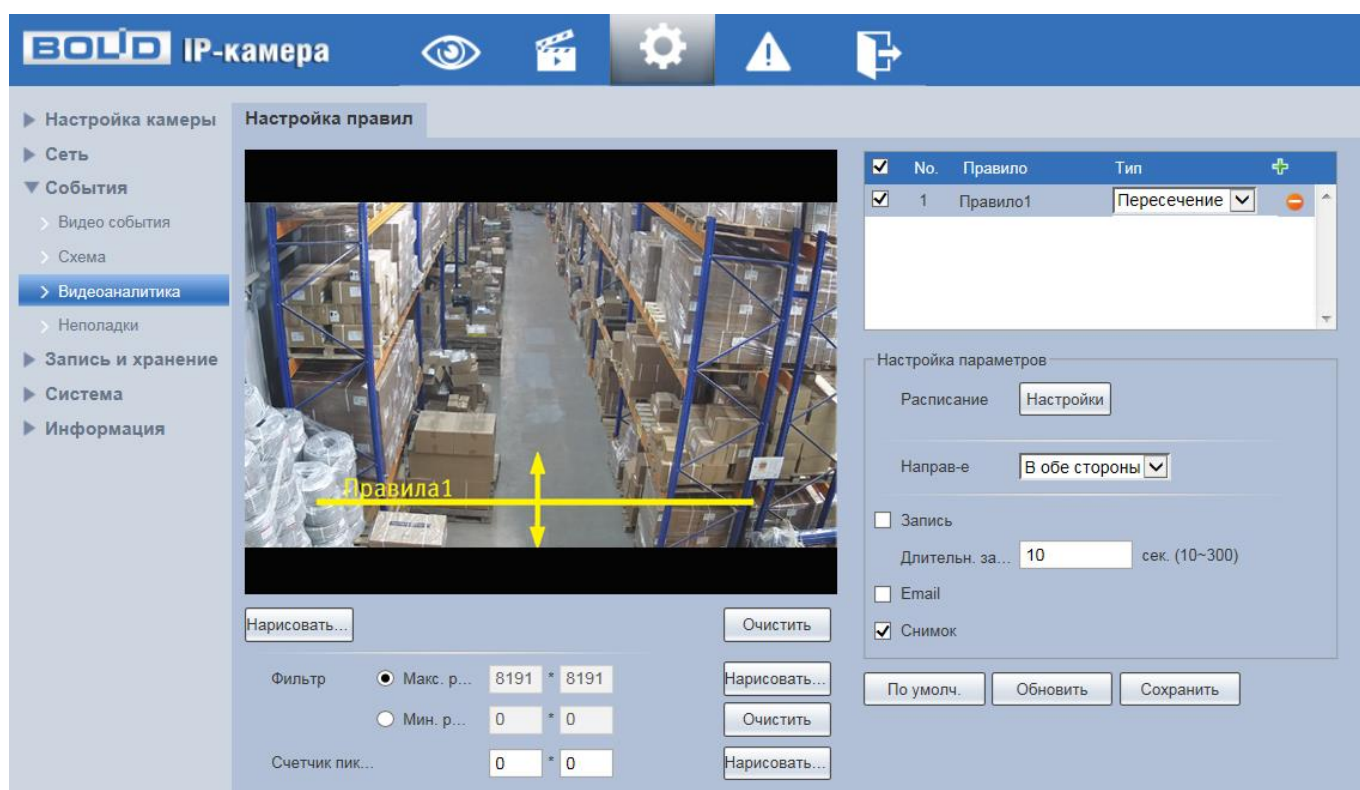 BOLID IP-камера
Настройка камеры
Сеть
События
Видео события
Схема
Видеоаналитика
Неполадки
Запись и хранение
Система
Информация
Настройка правил
Правила1
Нарисовать...
Очистить
Фильтр Макс. р... 8191 * 8191 Нарисовать...
Мин. р... 0 * 0 Очистить
Счетчик пик... 0 * 0 Нарисовать...
No. Правило Тип
1 Правило1 Пересечение
Настройка параметров
Расписание Настройки
Направ-е В обе стороны
Запись
Длительн. за... 10 сек. (10~300)
Email
Снимок
По умолч. Обновить Сохранить